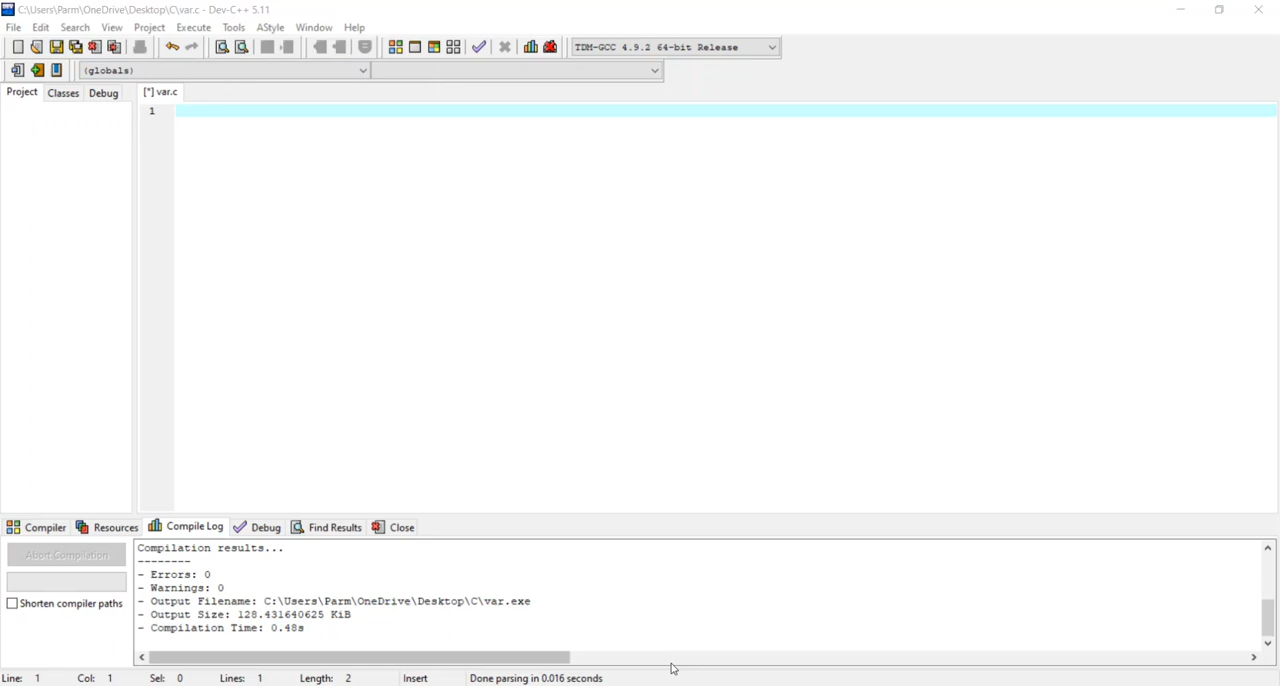 C:\Users\Parm\OneDrive\Desktop\C\var.c - Dev-C++ 5.11
File Edit Search View Project Execute Tools AStyle Window Help
TDM-GCC 4.9.2 64-bit Release
(globals)
Project Classes Debug [*] var.c
1
Compiler Resources Compile Log Debug Find Results Close
Abort Compilation
Shorten compiler paths
Compilation results...
--------
- Errors: 0
- Warnings: 0
- Output Filename: C:\Users\Parm\OneDrive\Desktop\C\var.exe
- Output Size: 128.431640625 KiB
- Compilation Time: 0.48s
Line: 1 Col: 1 Sel: 0 Lines: 1 Length: 2 Insert Done parsing in 0.016 seconds